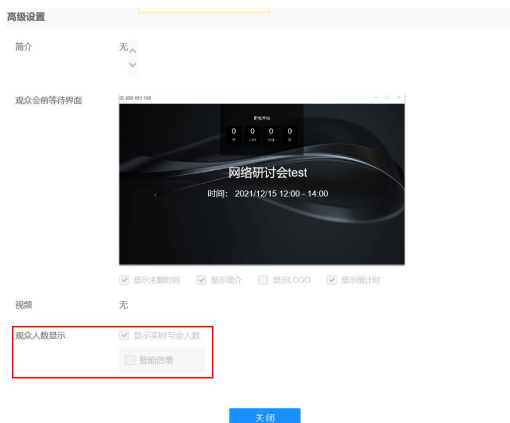 高级设置
简介
无
观众会前等待界面
网络研讨会test
时间： 2021/12/15 12:00 - 14:00
显示主题时间 显示简介 显示LOGO 显示倒计时
视频
无
观众人数显示
显示实时与会人数
智能倍增
关闭